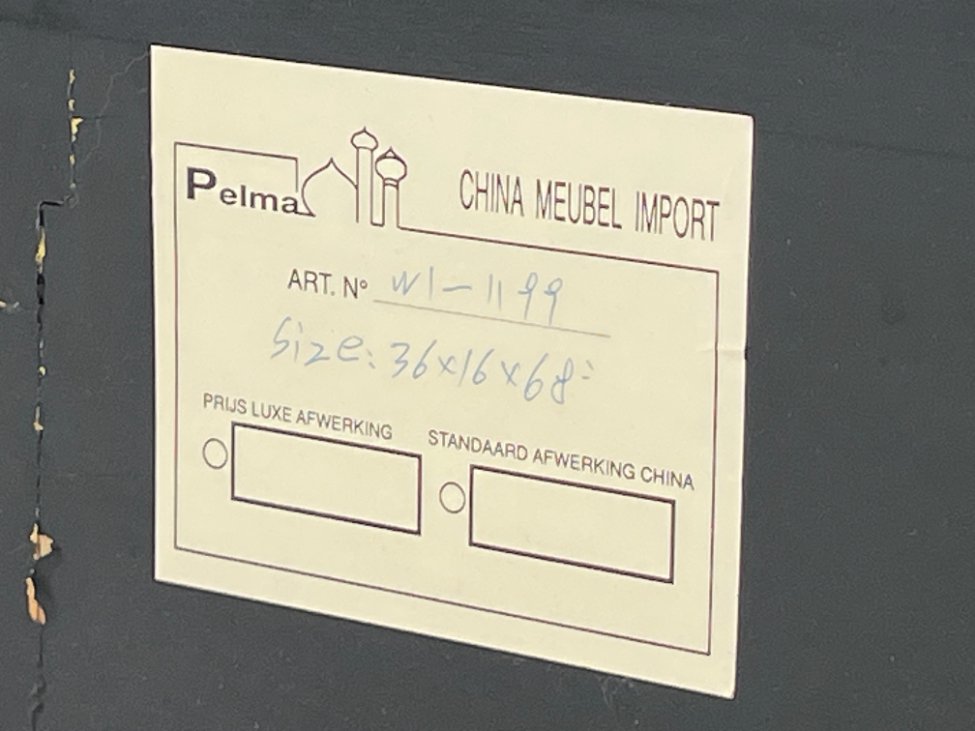 Pelma
CHINA MEUBEL IMPORT
ART. N° W1-1199
Size: 36x16x68"
PRIJS LUXE AFWERKING
STANDAARD AFWERKING CHINA